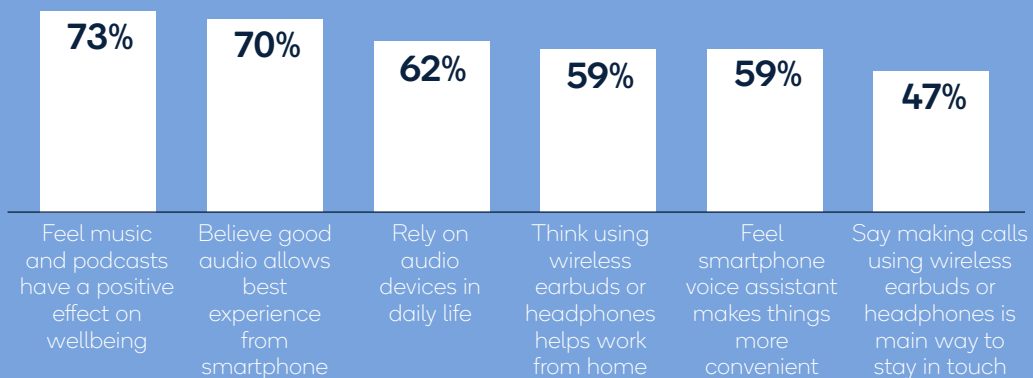 73%
70%
62%
59%
59%
47%
Feel music
and podcasts
have a positive
effect on
wellbeing
Believe good
audio allows
best
experience
from
smartphone
Rely on
audio
devices in
daily life
Think using
wireless
earbuds or
headphones
helps work
from home
Feel
smartphone
voice assistant
makes things
more
convenient
Say making calls
using wireless
earbuds or
headphones is
main way to
stay in touch